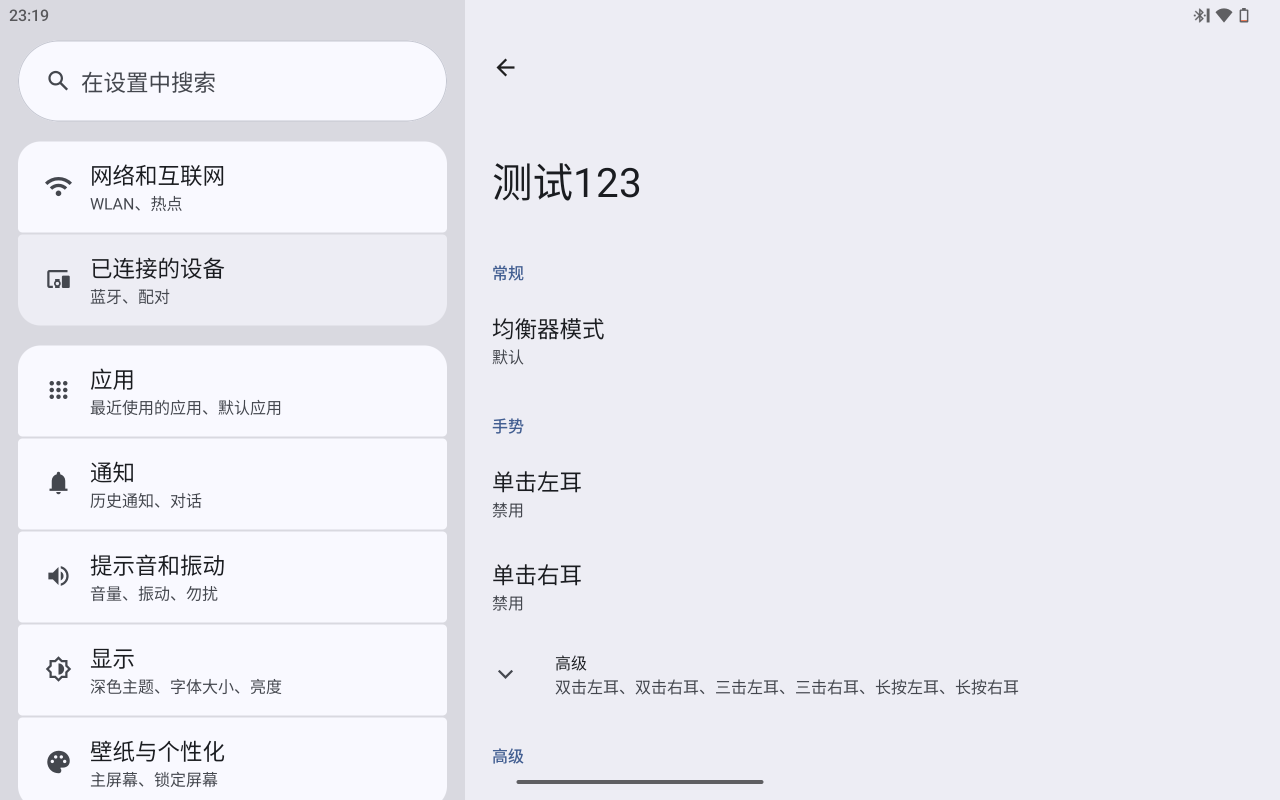 23:19
在设置中搜索
网络和互联网
WLAN、热点
已连接的设备
蓝牙、配对
应用
最近使用的应用、默认应用
通知
历史通知、对话
提示音和振动
音量、振动、勿扰
显示
深色主题、字体大小、亮度
壁纸与个性化
主屏幕、锁定屏幕
测试123
常规
均衡器模式
默认
手势
单击左耳
禁用
单击右耳
禁用
高级
双击左耳、双击右耳、三击左耳、三击右耳、长按左耳、长按右耳
高级